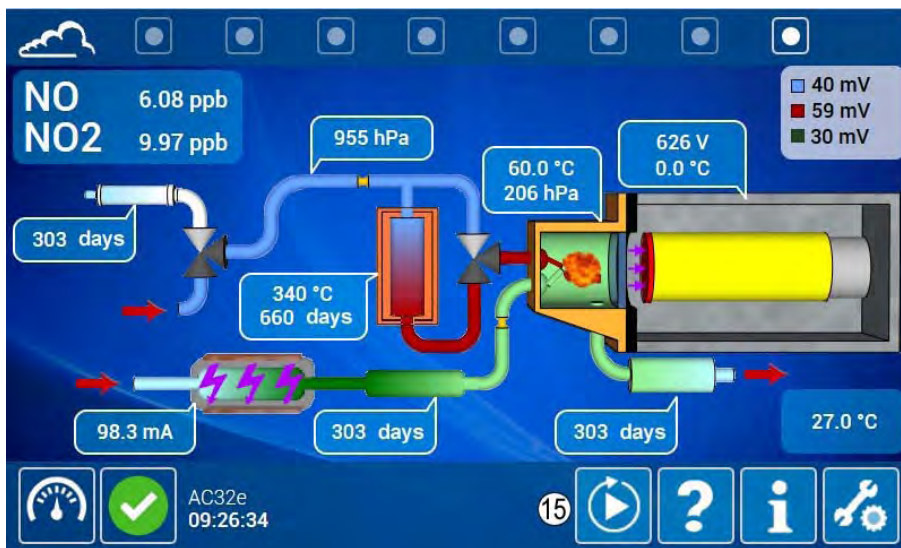 NO 6.08 ppb
NO2 9.97 ppb
40 mV
59 mV
30 mV
955 hPa
626 V
0.0 °C
60.0 °C
206 hPa
303 days
340 °C
660 days
98.3 mA
303 days
303 days
27.0 °C
AC32e
09:26:34
15
?
i